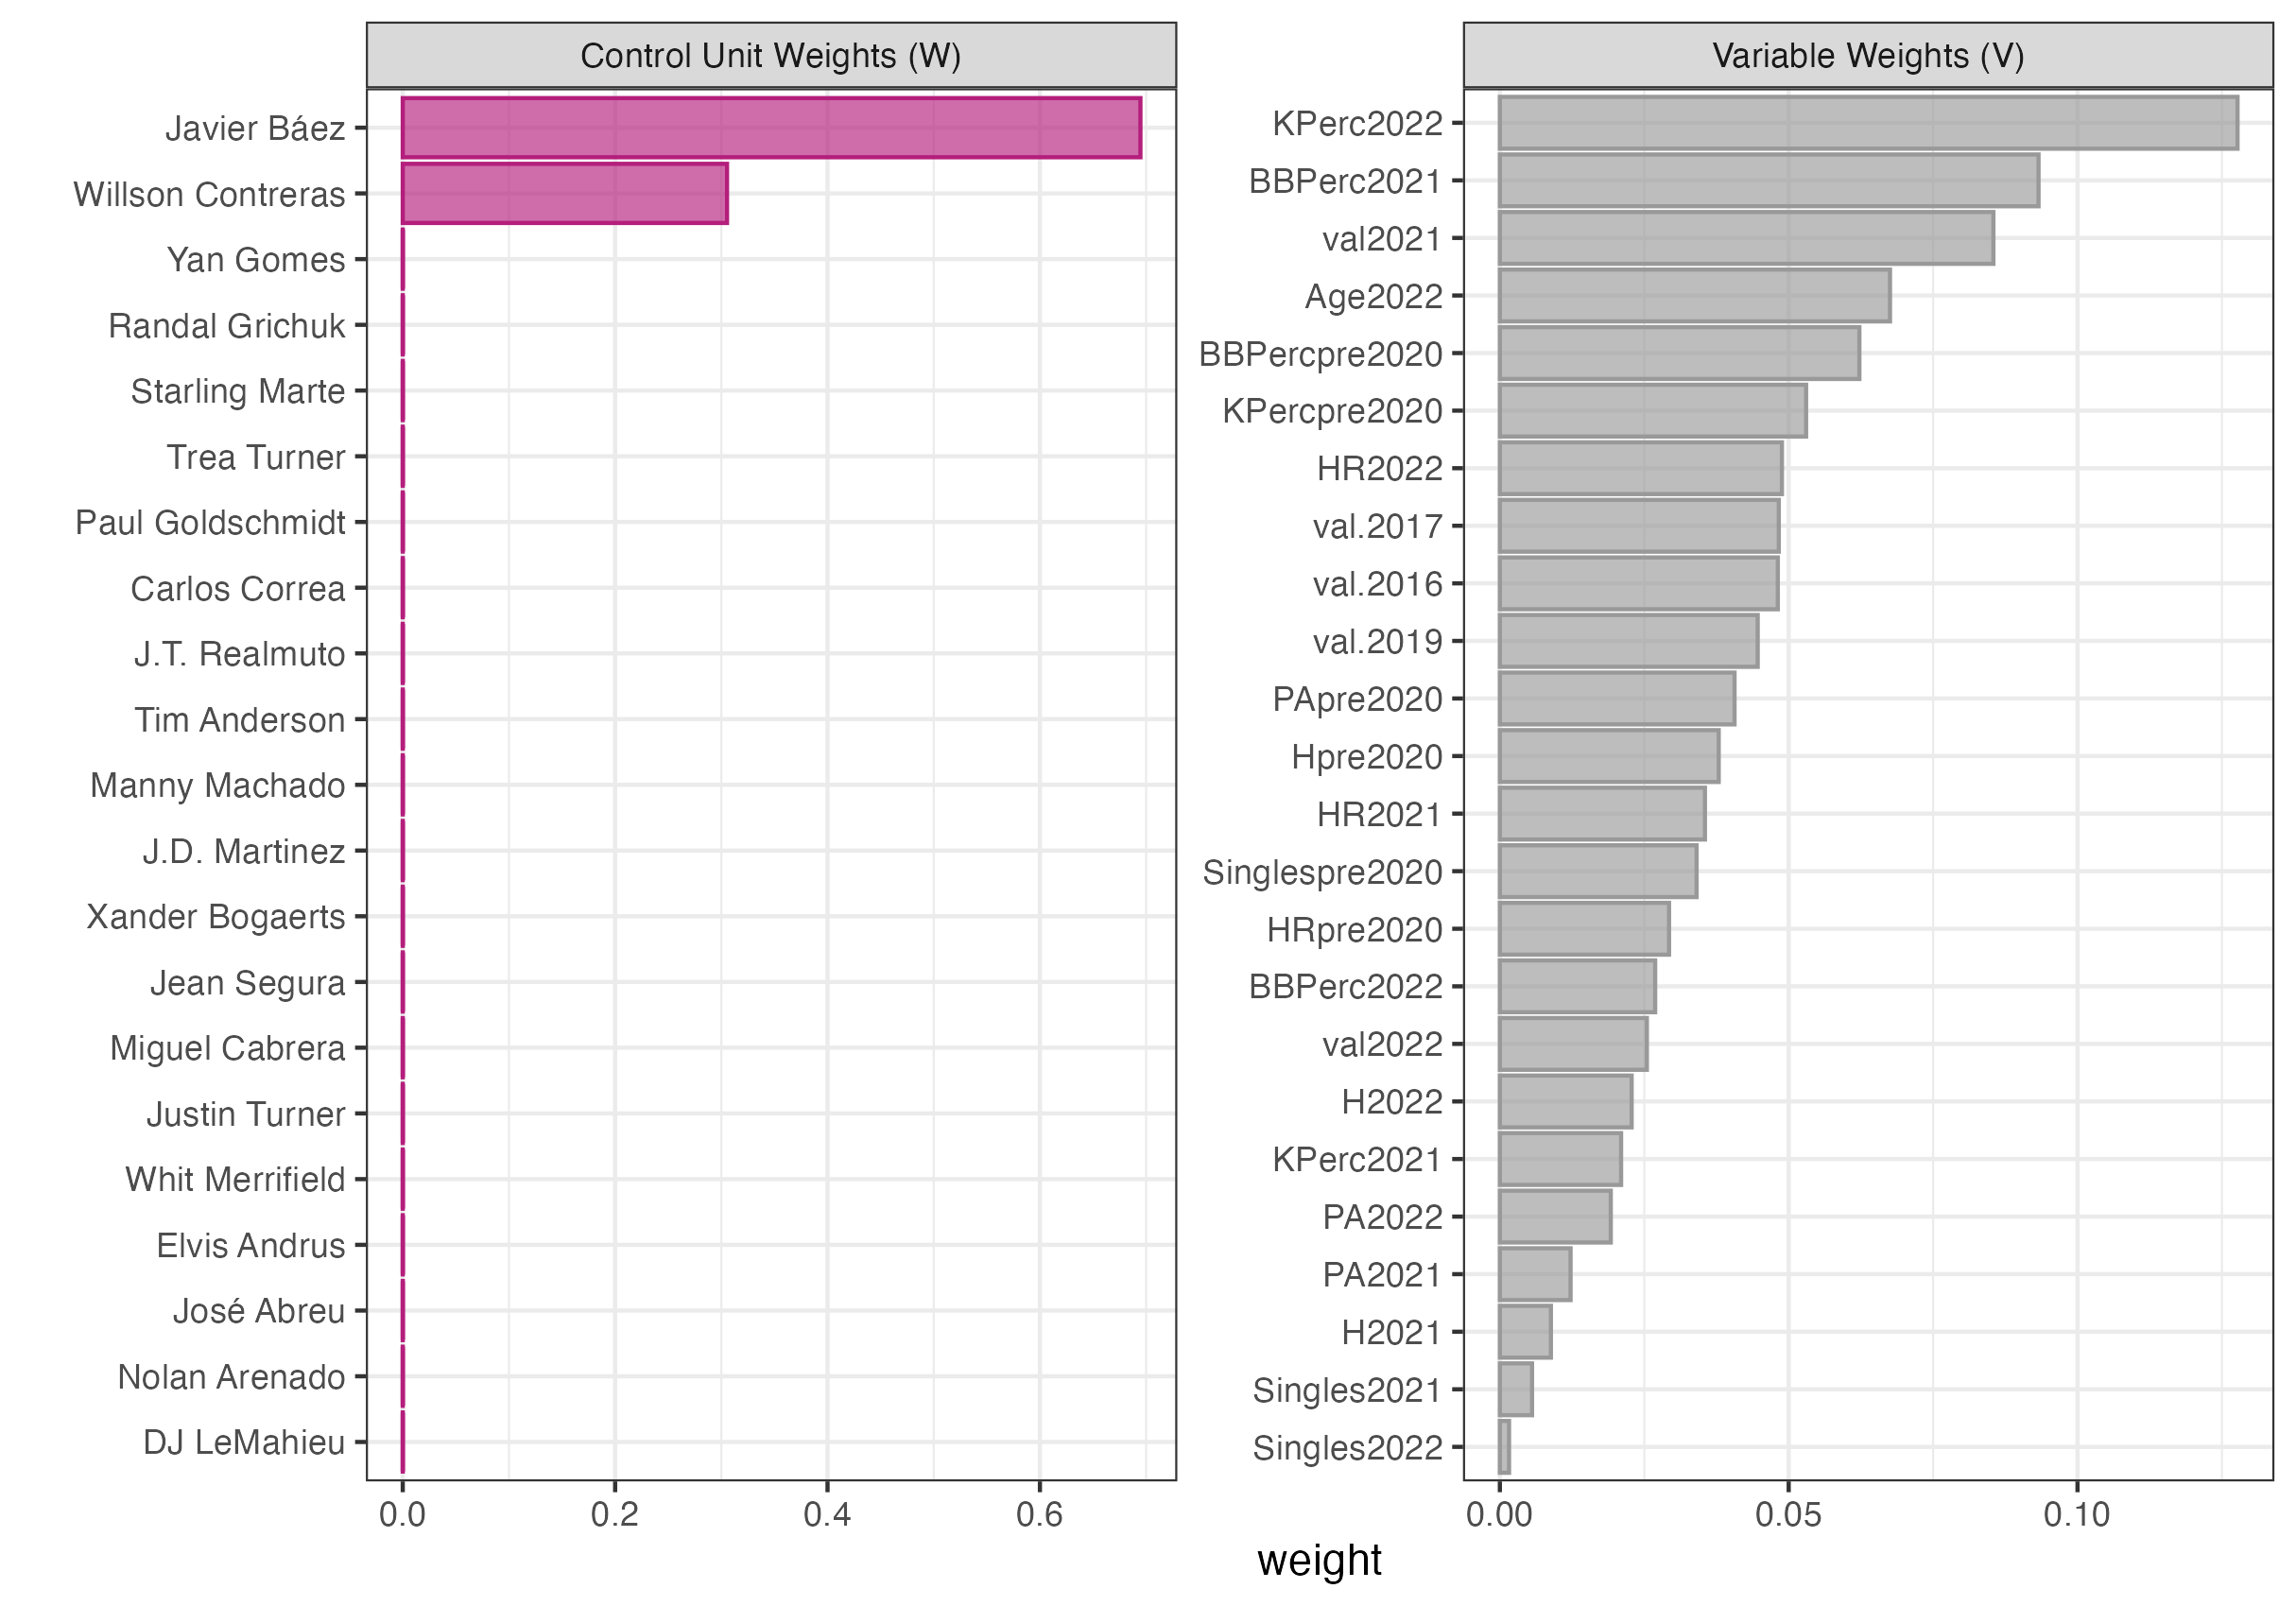 Control Unit Weights (W)
Javier Báez
Willson Contreras
Yan Gomes
Randal Grichuk
Starling Marte
Trea Turner
Paul Goldschmidt
Carlos Correa
J.T. Realmuto
Tim Anderson
Manny Machado
J.D. Martinez
Xander Bogaerts
Jean Segura
Miguel Cabrera
Justin Turner
Whit Merrifield
Elvis Andrus
José Abreu
Nolan Arenado
DJ LeMahieu
0.0 0.2 0.4 0.6
Variable Weights (V)
KPerc2022
BBPerc2021
val2021
Age2022
BBPercpre2020
KPercpre2020
HR2022
val.2017
val.2016
val.2019
PApre2020
Hpre2020
HR2021
Singlespre2020
HRpre2020
BBPerc2022
val2022
H2022
KPerc2021
PA2022
PA2021
H2021
Singles2021
Singles2022
0.00 0.05 0.10
weight